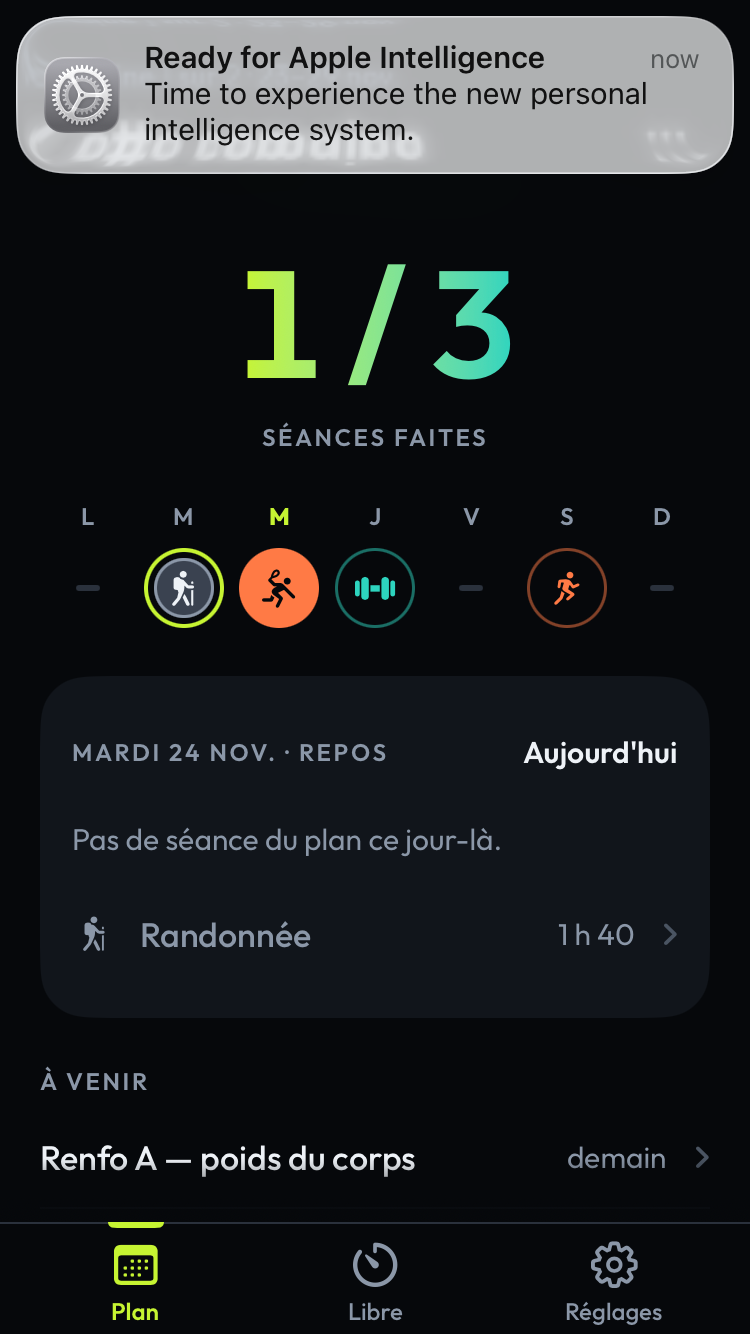 Ready for Apple Intelligence
now
Time to experience the new personal
intelligence system.
1/3
SÉANCES FAITES
L M M J V S D
MARDI 24 NOV. · REPOS
Aujourd'hui
Pas de séance du plan ce jour-là.
Randonnée
1 h 40
À VENIR
Renfo A — poids du corps
demain
Plan
Libre
Réglages